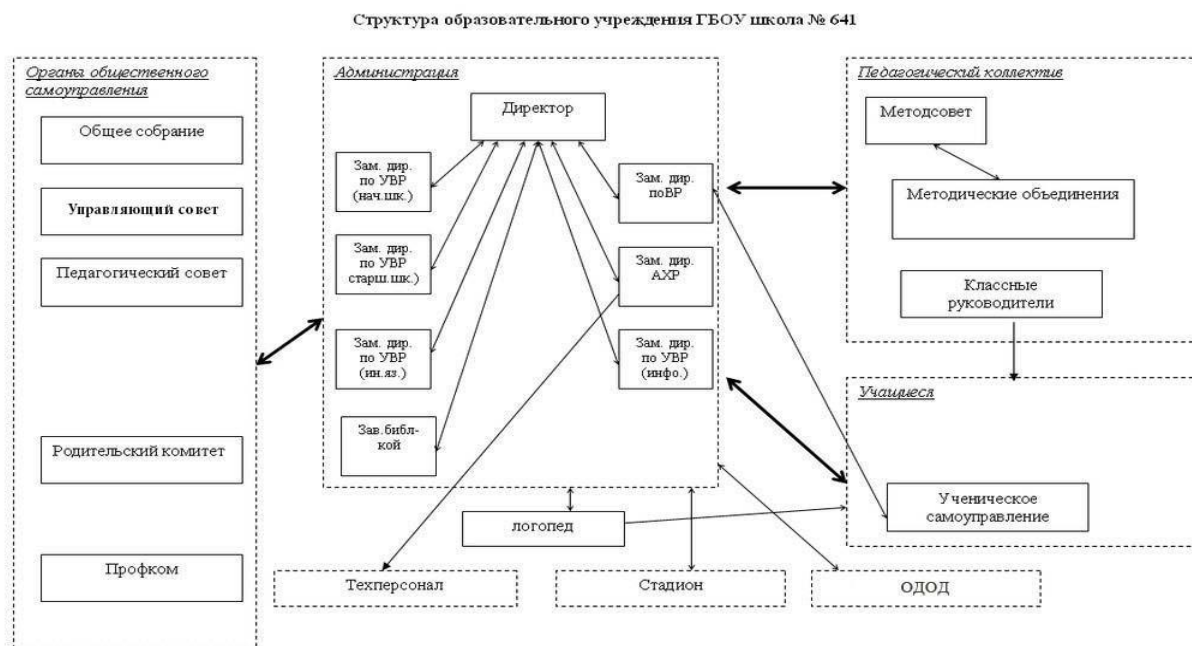 Структура образовательного учреждения ГБОУ школа № 641
Органы общественного
самоуправления
Общее собрание
Управляющий совет
Педагогический совет
Родительский комитет
Профком
Администрация
Директор
Зам. дир.
по УВР
(нач.шк.)
Зам. дир.
по УВР
старш.шк.)
Зам. дир.
по УВР
(ин.яз.)
Зав.библ-
кой
Зам. дир.
поВР
Зам. дир.
АХР
Зам. дир.
по УВР
(инфо.)
Педагогический коллектив
Методсовет
Методические объединения
Классные
руководители
Учащиеся
Ученическое
самоуправление
логопед
Техперсонал
Стадион
ОДОД